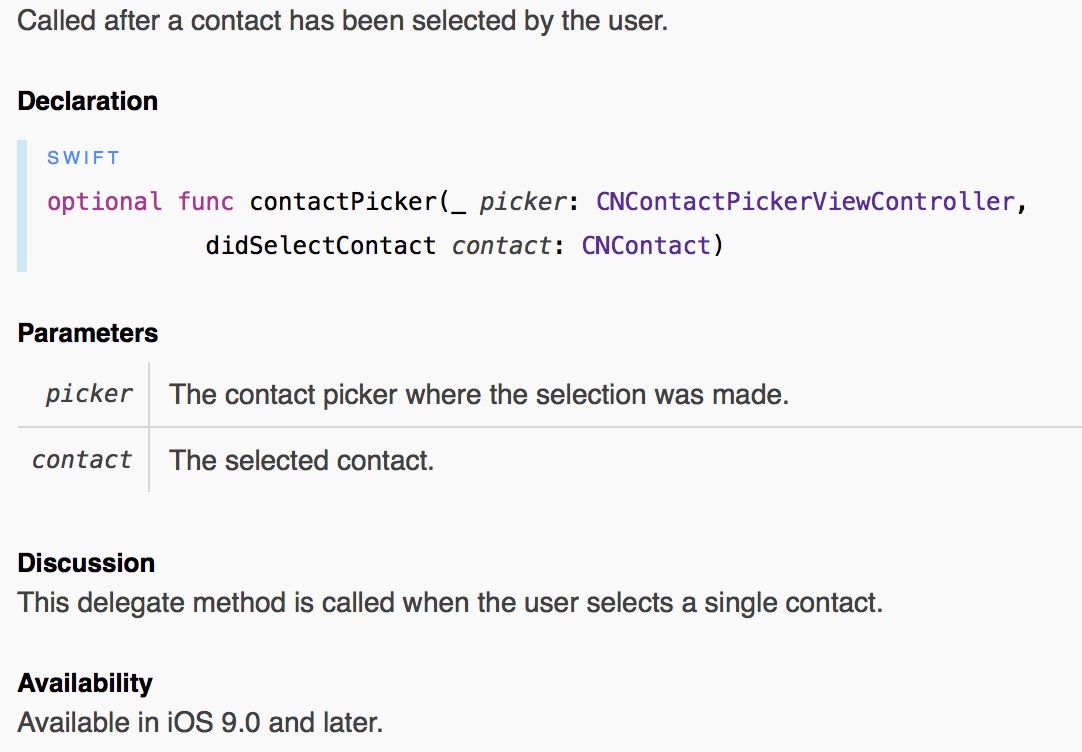 Called after a contact has been selected by the user.
Declaration
SWIFT
optional func contactPicker(_ picker: CNContactPickerViewController,
didSelectContact contact: CNContact)
Parameters
picker The contact picker where the selection was made.
contact The selected contact.
Discussion
This delegate method is called when the user selects a single contact.
Availability
Available in iOS 9.0 and later.